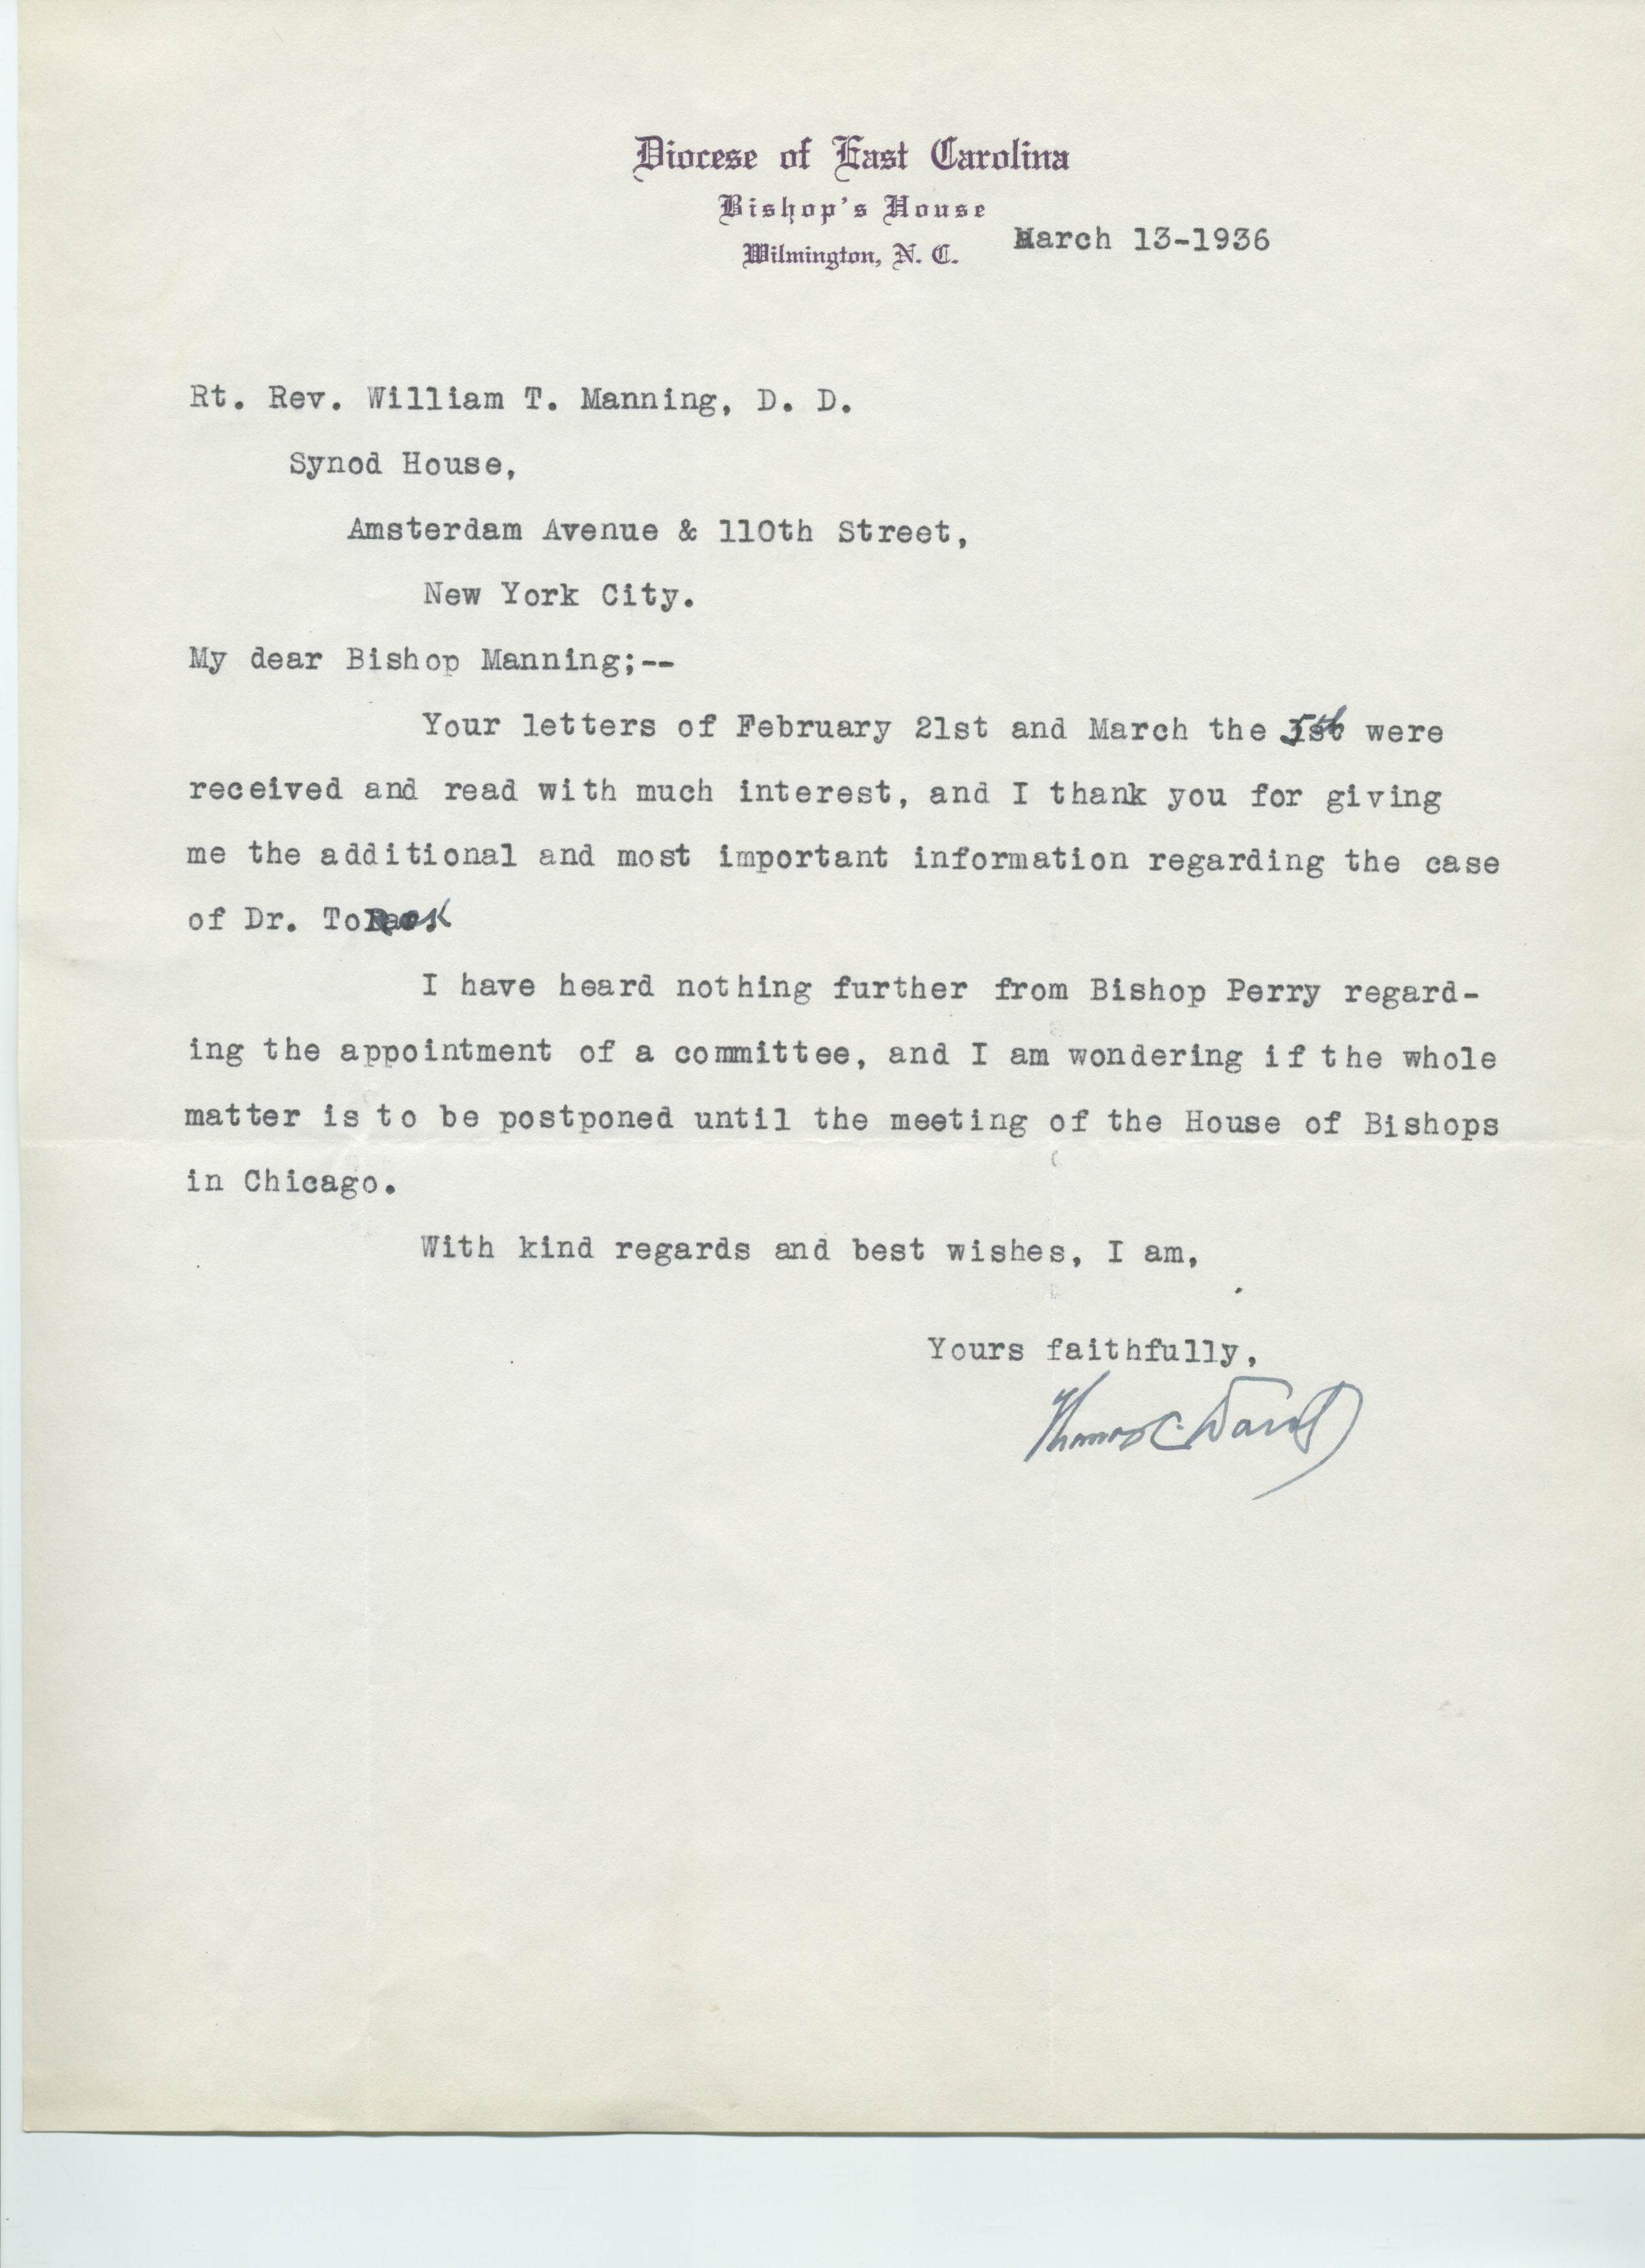 Diocese of East Carolina
Bishop's House
Wilmington, N. C.
March 13-1936
Rt. Rev. William T. Manning, D. D.
Synod House,
Amsterdam Avenue & 110th Street,
New York City.
My dear Bishop Manning;--
Your letters of February 21st and March the 5th were
received and read with much interest, and I thank you for giving
me the additional and most important information regarding the case
of Dr. Torok
I have heard nothing further from Bishop Perry regard-
ing the appointment of a committee, and I am wondering if the whole
matter is to be postponed until the meeting of the House of Bishops
in Chicago.
With kind regards and best wishes, I am,
Yours faithfully,
Thomas C. Darst